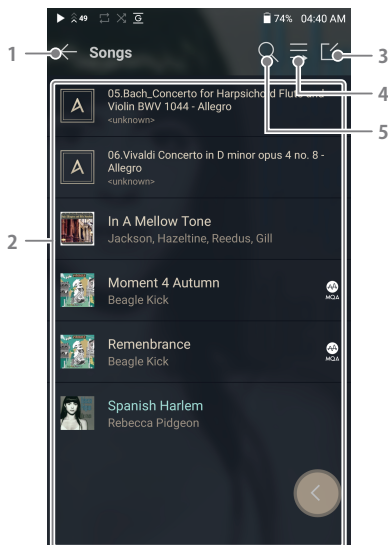 49 G 74% 04:40 AM
1 Songs 3
4
5
05.Bach_Concerto for Harpsichord Flute and
Violin BWV 1044 - Allegro
<unknown>
A
06.Vivaldi Concerto in D minor opus 4 no. 8 -
Allegro
<unknown>
A
2
In A Mellow Tone
Jackson, Hazeltine, Reedus, Gill
Moment 4 Autumn
Beagle Kick
MQA
Remenbrance
Beagle Kick
MQA
Spanish Harlem
Rebecca Pidgeon